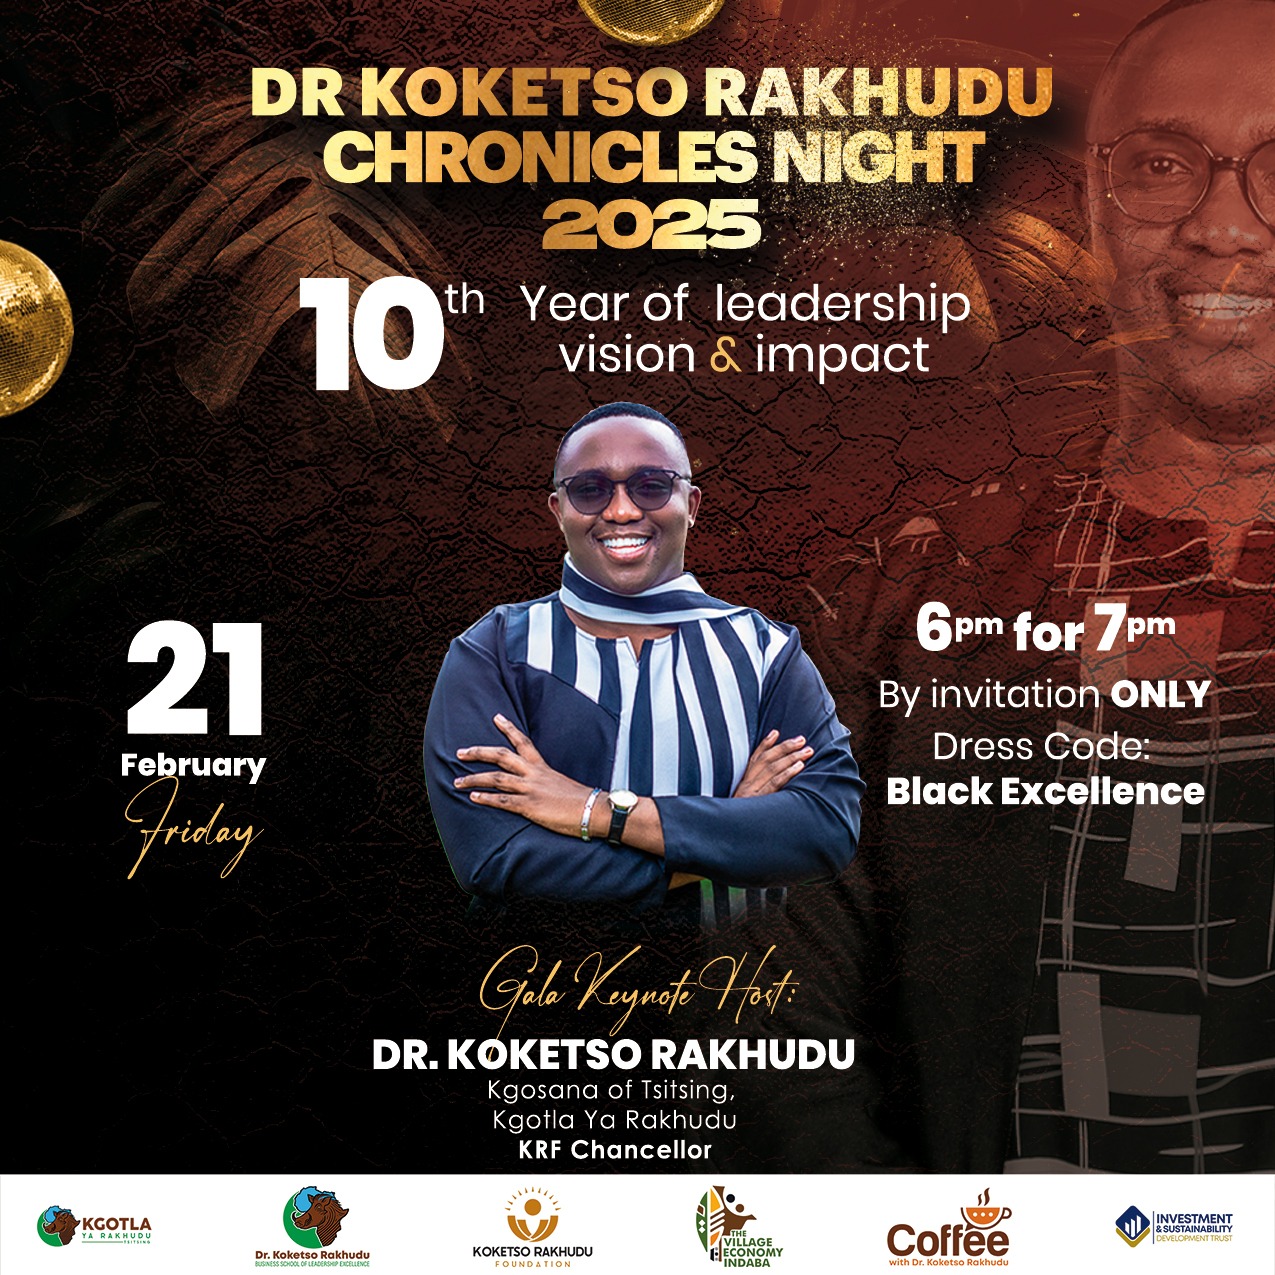 DR KOKETSO RAKHUDU
CHRONICLES NIGHT
2025
10th Year of leadership
vision & impact
21
February
Friday
6pm for 7pm
By invitation ONLY
Dress Code:
Black Excellence
Gala Keynote Host:
DR. KOKETSO RAKHUDU
Kgosana of Tsitsing,
Kgotla Ya Rakhudu
KRF Chancellor
KGOTLA
YA RAKHUDU
TSITSING
Dr. Koketso Rakhudu
BUSINESS SCHOOL OF LEADERSHIP EXCELLENCE
KOKETSO RAKHUDU
FOUNDATION
THE
VILLAGE
ECONOMY
INDABA
Coffee
with Dr. Koketso Rakhudu
INVESTMENT
& SUSTAINABILITY
DEVELOPMENT TRUST